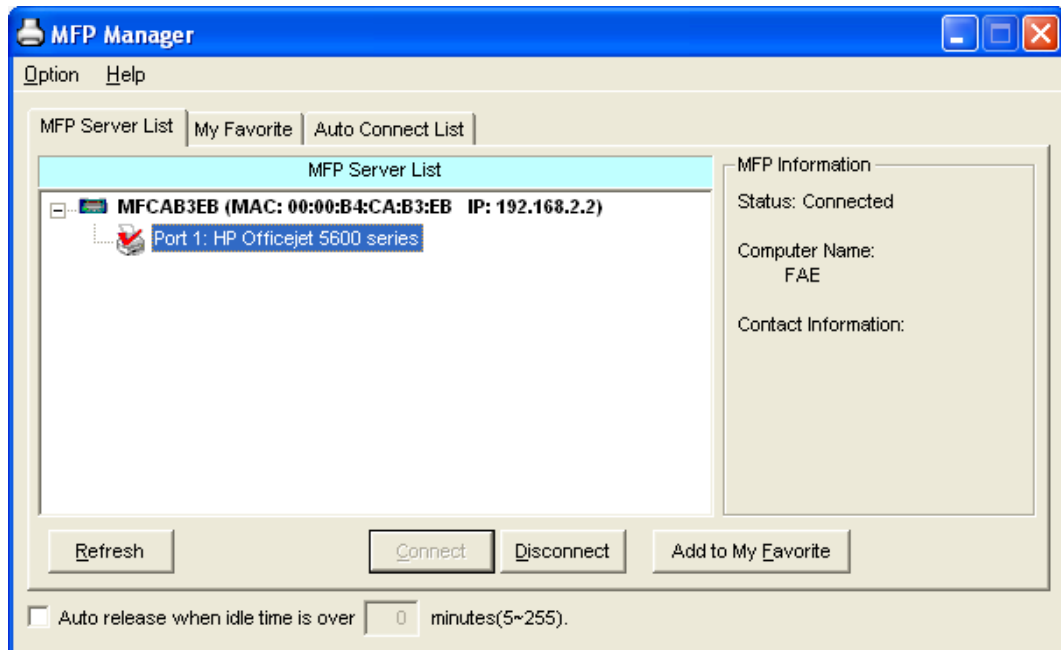 MFP Manager
Option Help
MFP Server List My Favorite Auto Connect List
MFP Server List
MFCAB3EB (MAC: 00:00:B4:CA:B3:EB IP: 192.168.2.2)
Port 1: HP Officejet 5600 series
MFP Information
Status: Connected
Computer Name:
FAE
Contact Information:
Refresh Connect Disconnect Add to My Favorite
Auto release when idle time is over 0 minutes(5~255).